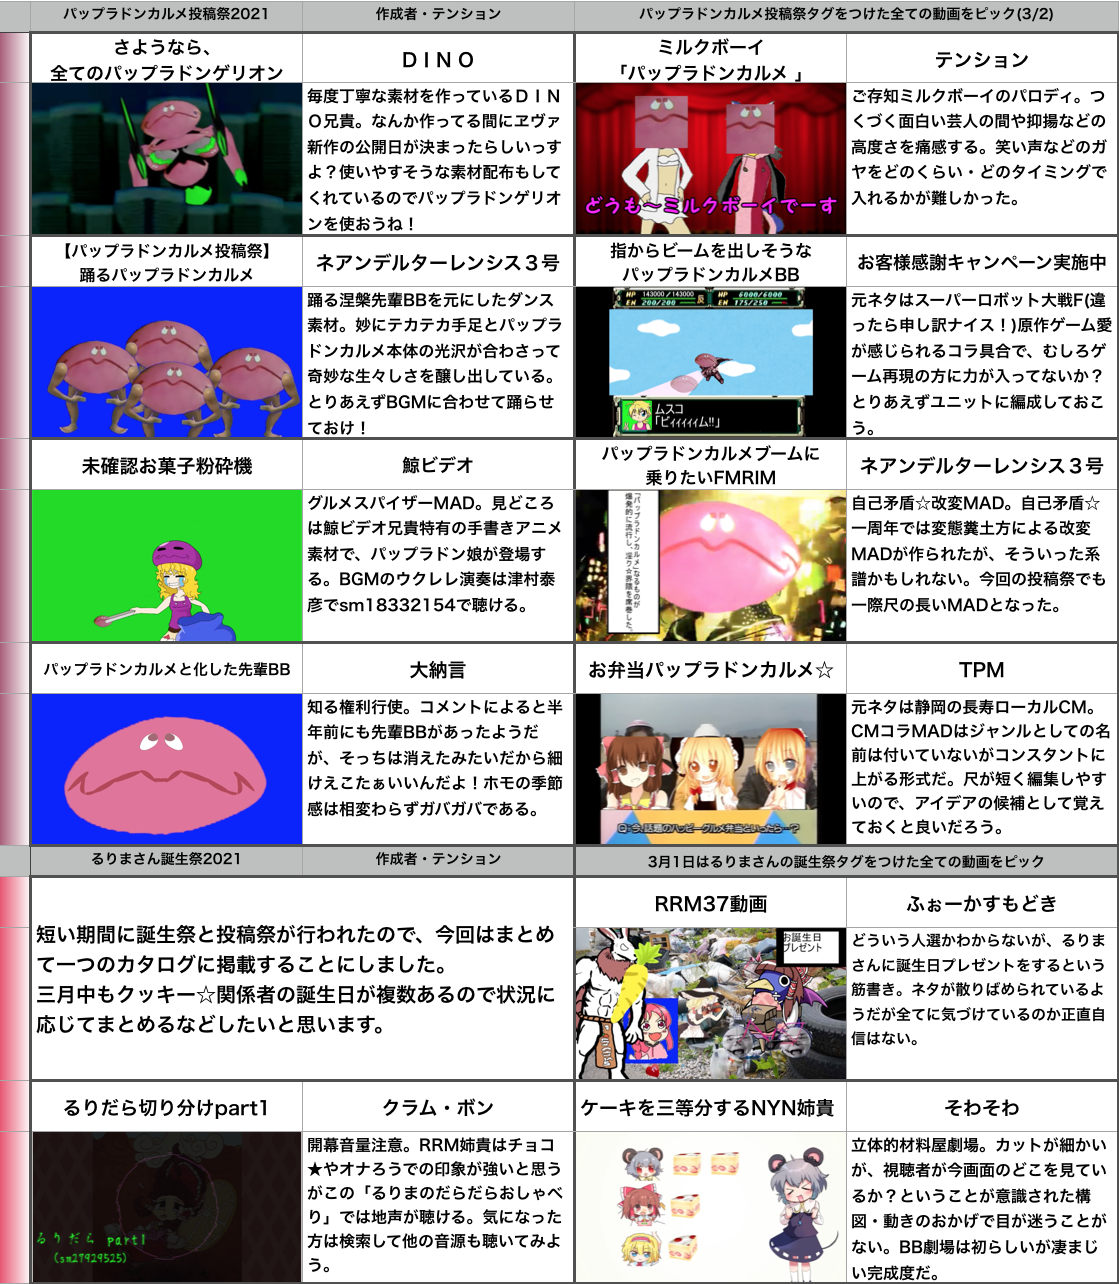 パップラドンカルメ投稿祭2021
作成者・テンション
パップラドンカルメ投稿祭タグをつけた全ての動画をピック(3/2)
さようなら、
全てのパップラドンゲリオン
ＤＩＮＯ
毎度丁寧な素材を作っているＤＩＮ
Ｏ兄貴。なんか作ってる間にヱヴァ
新作の公開日が決まったらしいっす
よ？使いやすそうな素材配布もして
くれているのでパップラドンゲリオ
ンを使おうね！
ミルクボーイ
「パップラドンカルメ 」
どうも〜ミルクボーイでーす
テンション
ご存知ミルクボーイのパロディ。つ
くづく面白い芸人の間や抑揚などの
高度さを痛感する。笑い声などのガ
ヤをどのくらい・どのタイミングで
入れるかが難しかった。
【パップラドンカルメ投稿祭】
踊るパップラドンカルメ
ネアンデルターレンシス３号
踊る涅槃先輩BBを元にしたダンス
素材。妙にテカテカ手足とパップラ
ドンカルメ本体の光沢が合わさって
奇妙な生々しさを醸し出している。
とりあえずBGMに合わせて踊らせ
ておけ！
指からビームを出しそうな
パップラドンカルメBB
HP 143000/143000
EN 200/200
HP 6000/6000
EN 175/250
ムスコ
「ビィィィィィム!!」
お客様感謝キャンペーン実施中
元ネタはスーパーロボット大戦F(違
ったら申し訳ナイス！)原作ゲーム愛
が感じられるコラ具合で、むしろゲ
ーム再現の方に力が入ってないか？
とりあえずユニットに編成しておこ
う。
未確認お菓子粉砕機
鯨ビデオ
グルメスパイザーMAD。見どころ
は鯨ビデオ兄貴特有の手書きアニメ
素材で、パップラドン娘が登場す
る。BGMのウクレレ演奏は津村泰
彦でsm18332154で聴ける。
パップラドンカルメブームに
乗りたいFMRIM
「パップラドンカルメ」なるものが
爆発的に流行し、淫り☆界隈を席巻した。
ネアンデルターレンシス３号
自己矛盾☆改変MAD。自己矛盾☆
一周年では変態糞土方による改変
MADが作られたが、そういった系
譜かもしれない。今回の投稿祭でも
一際尺の長いMADとなった。
パップラドンカルメと化した先輩BB
大納言
知る権利行使。コメントによると半
年前にも先輩BBがあったようだ
が、そっちは消えたみたいだから細
けえこたぁいいんだよ！ホモの季節
感は相変わらずガバガバである。
お弁当パップラドンカルメ☆
Q:今、話題のハッピーグルメ弁当といったら…？
TPM
元ネタは静岡の長寿ローカルCM。
CMコラMADはジャンルとしての名
前は付いていないがコンスタントに
上がる形式だ。尺が短く編集しやす
いので、アイデアの候補として覚え
ておくと良いだろう。
るりまさん誕生祭2021
作成者・テンション
3月1日はるりまさんの誕生祭タグをつけた全ての動画をピック
短い期間に誕生祭と投稿祭が行われたので、今回はまとめ
て一つのカタログに掲載することにしました。
三月中もクッキー☆関係者の誕生日が複数あるので状況に
応じてまとめるなどしたいと思います。
RRM37動画
お誕生日
プレゼント
ふぉーかすもどき
どういう人選かわからないが、るりま
さんに誕生日プレゼントをするという
筋書き。ネタが散りばめられているよ
うだが全てに気づけているのか正直自
信はない。
るりだら切り分けpart1
るりだら part1
(sm27929525)
クラム・ボン
開幕音量注意。RRM姉貴はチョコ
★やオナろうでの印象が強いと思う
がこの「るりまのだらだらおしゃべ
り」では地声が聴ける。気になった
方は検索して他の音源も聴いてみよ
う。
ケーキを三等分するNYN姉貴
そわそわ
立体的材料屋劇場。カットが細かい
が、視聴者が今画面のどこを見てい
るか？ということが意識された構
図・動きのおかげで目が迷うことが
ない。BB劇場は初らしいが凄まじ
い完成度だ。